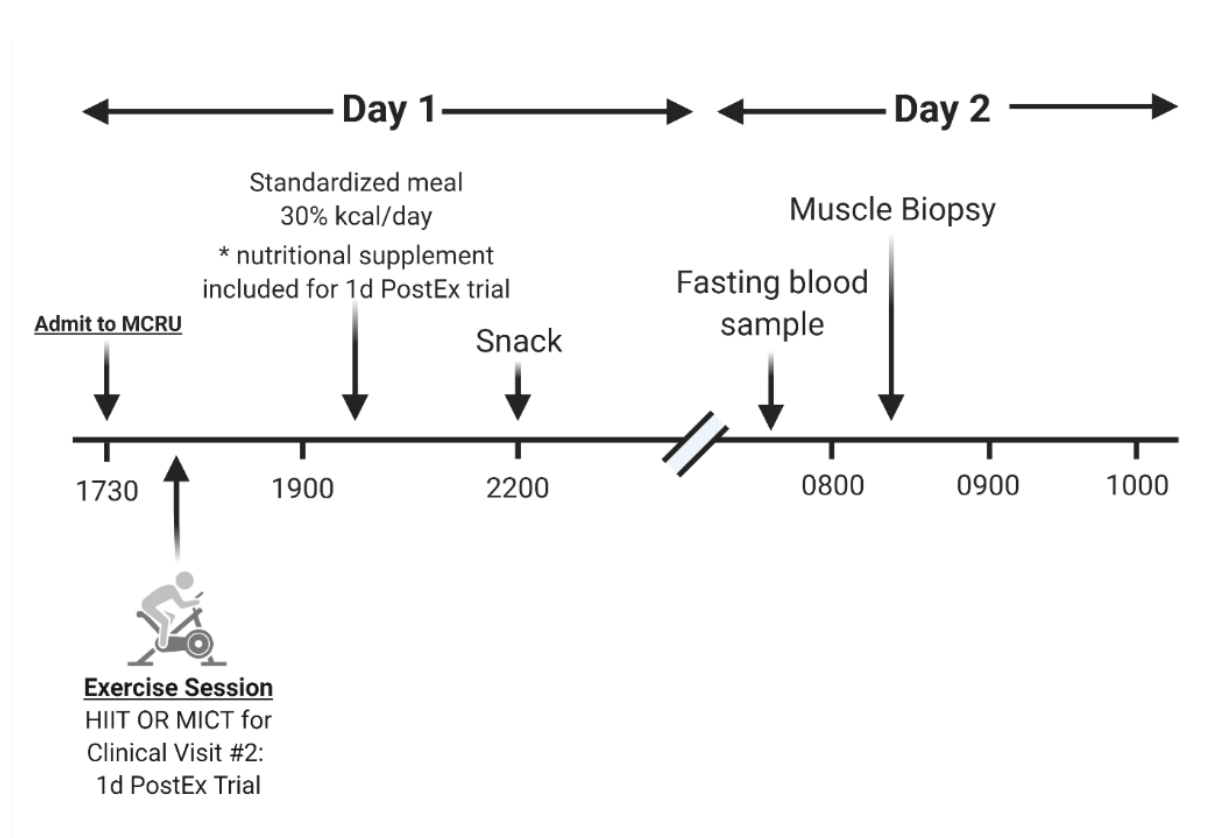 Day 1
Day 2
Standardized meal
30% kcal/day
* nutritional supplement
included for 1d PostEx trial
Muscle Biopsy
Fasting blood
sample
Admit to MCRU
Snack
1730
1900
2200
0800
0900
1000
Exercise Session
HIIT OR MICT for
Clinical Visit #2:
1d PostEx Trial